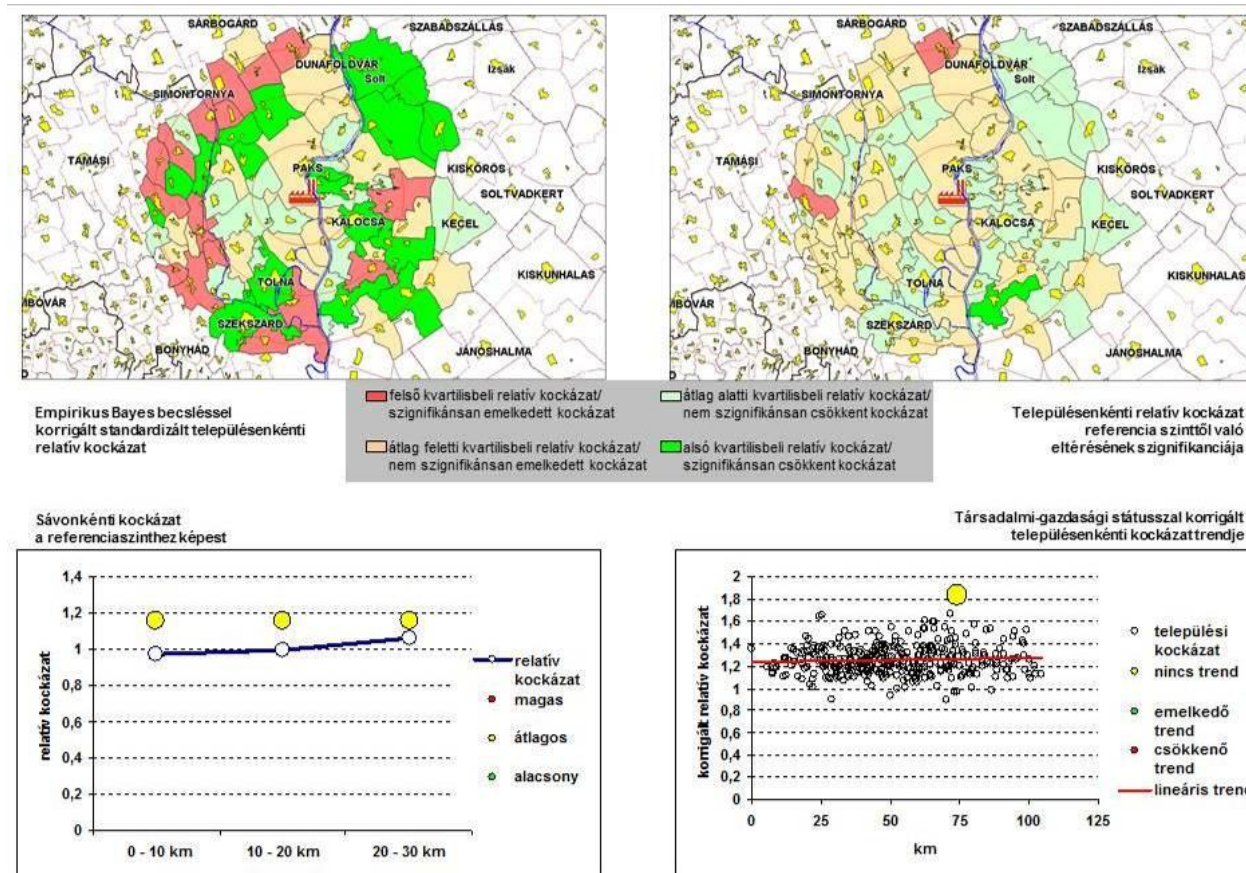 SÁRBOGÁRD
SZABADSZÁLLÁS
DUNAFÖLDVÁR
Izsák
Solt
SIMONTORNYA
TAMÁSI
PAKS
KISKŐRÖS
SOLTVADKERT
KALOCSA
KECEL
KISKUNHALAS
TOLNA
MBÓVÁR
SZEKSZÁRD
BONYHÁD
JÁNOSHALMA
SÁRBOGÁRD
SZABADSZÁLLÁS
DUNAFÖLDVÁR
Izsák
Solt
SIMONTORNYA
TAMÁSI
PAKS
KISKŐRÖS
SOLTVADKERT
KALOCSA
KECEL
KISKUNHALAS
TOLNA
MBÓVÁR
SZEKSZÁRD
BONYHÁD
JÁNOSHALMA
Empirikus Bayes becsléssel
korrigált standardizált településenkénti
relatív kockázat
felső kvartilisbeli relatív kockázat/
szignifikánsan emelkedett kockázat
átlag feletti kvartilisbeli relatív kockázat/
nem szignifikánsan emelkedett kockázat
átlag alatti kvartilisbeli relatív kockázat/
nem szignifikánsan csökkent kockázat
alsó kvartilisbeli relatív kockázat/
szignifikánsan csökkent kockázat
Településenkénti relatív kockázat
referencia szinttől való
eltérésének szignifikanciája
Sávonkénti kockázat
a referenciaszinthez képest
relatív kockázat
1,4
1,2
1
0,8
0,6
0,4
0,2
0
0 - 10 km
10 - 20 km
20 - 30 km
relatív
kockázat
magas
átlagos
alacsony
Társadalmi-gazdasági státusszal korrigált
településenkénti kockázat trendje
korrigált relatív kockázat
2
1,8
1,6
1,4
1,2
1
0,8
0,6
0,4
0,2
0
0
25
50
75
100
125
km
települési
kockázat
nincs trend
emelkedő
trend
csökkenő
trend
lineáris trend